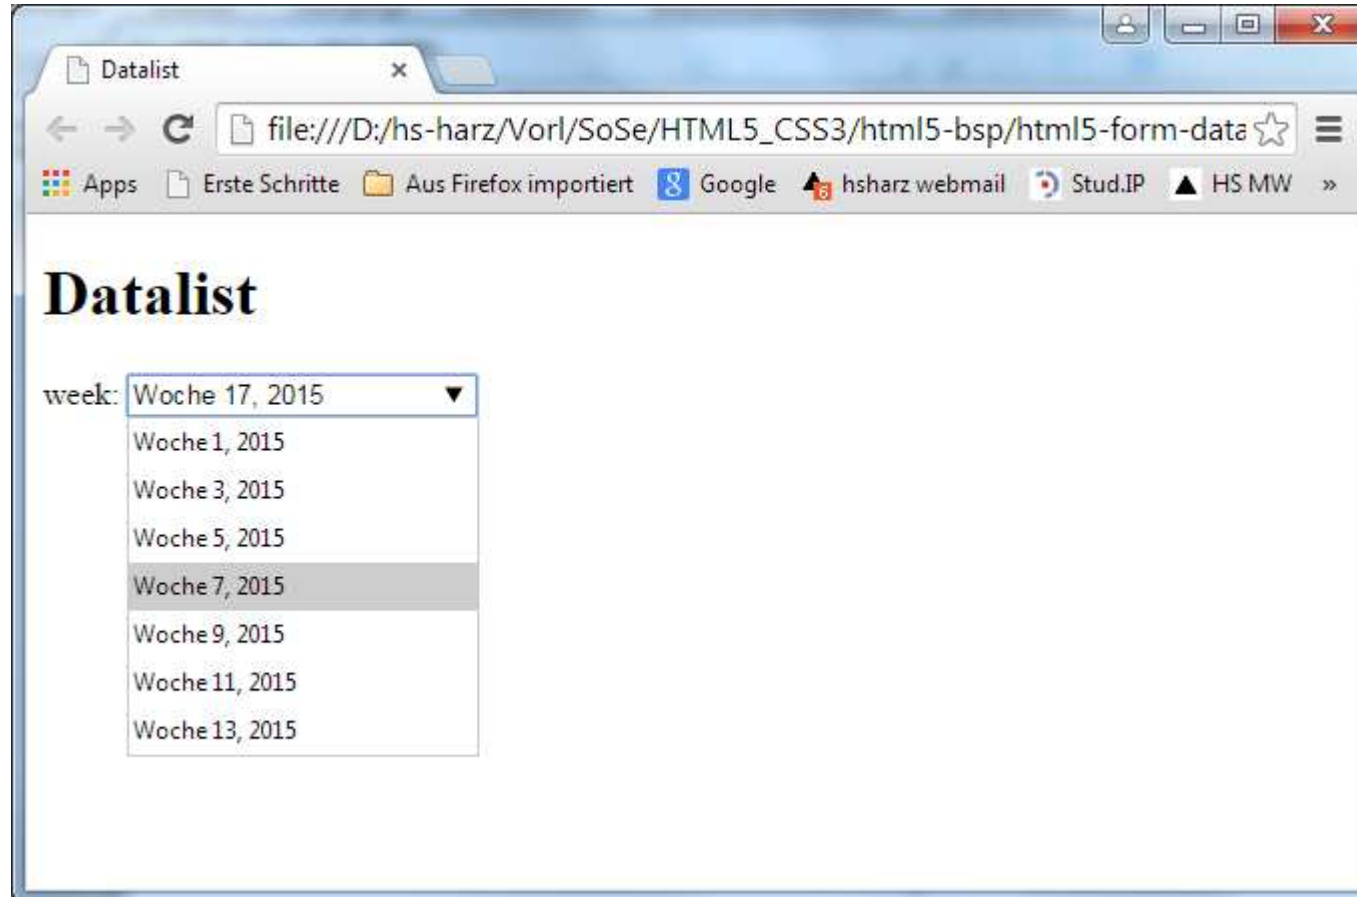 Datalist
file:///D:/hs-harz/Vorl/SoSe/HTML5_CSS3/html5-bsp/html5-form-data
Apps Erste Schritte Aus Firefox importiert 8 Google 6 hsharz webmail Stud.IP HS MW »
Datalist
week: Woche 17, 2015
Woche 1, 2015
Woche 3, 2015
Woche 5, 2015
Woche 7, 2015
Woche 9, 2015
Woche 11, 2015
Woche 13, 2015